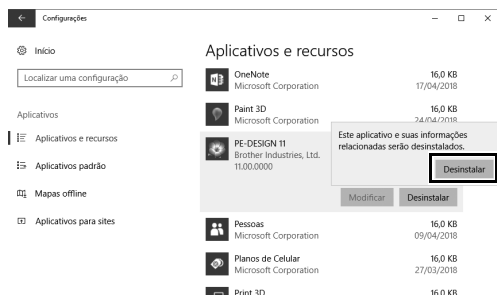 Configurações
Início
Localizar uma configuração
Aplicativos
Aplicativos e recursos
Aplicativos padrão
Mapas offline
Aplicativos para sites
Aplicativos e recursos
OneNote 16,0 KB
Microsoft Corporation 17/04/2018
Paint 3D 16,0 KB
Microsoft Corporation 24/04/2018
PE-DESIGN 11
Brother Industries, Ltd.
11.00.0000
Este aplicativo e suas informações
relacionadas serão desinstalados.
Desinstalar
Modificar Desinstalar
Pessoas 16,0 KB
Microsoft Corporation 09/04/2018
Planos de Celular 16,0 KB
Microsoft Corporation 27/03/2018
Print 3D 16,0 KB